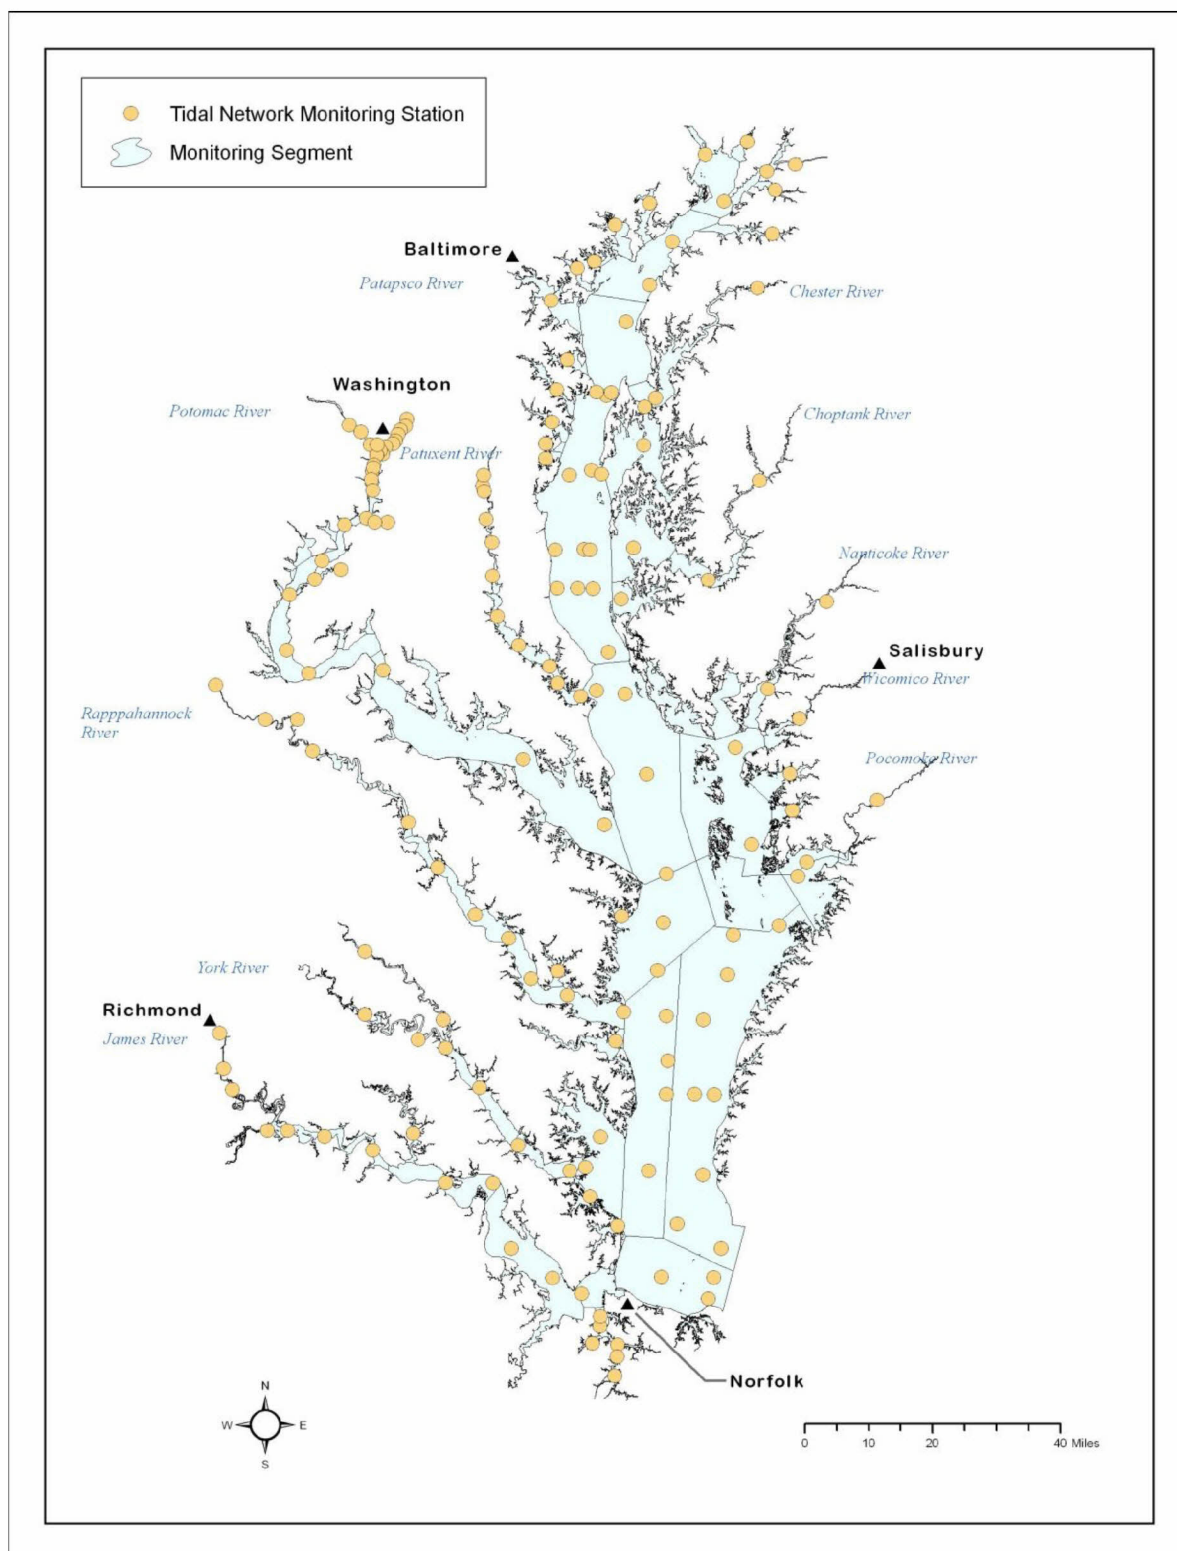 Tidal Network Monitoring Station
Monitoring Segment
Baltimore
Patapsco River
Chester River
Washington
Potomac River
Choptank River
Patuxent River
Nanticoke River
Salisbury
Wicomico River
Rapppahannock
River
Pocomoke River
York River
Richmond
James River
Norfolk
N
W E
S
0 10 20 40 Miles